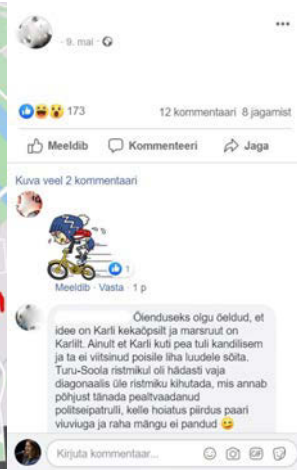 · 9. mai ·
173
12 kommentaari 8 jagamist
Meeldib Kommenteeri Jaga
Kuva veel 2 kommentaari
1
Meeldib · Vasta · 1 p
Õienduseks olgu öeldud, et
idee on Karli kekaõpsilt ja marsruut on
Karlilt. Ainult et Karli kuti pea tuli kandilisem
ja ta ei viitsinud poisile liha luudele sõita.
Turu-Soola ristmikul oli hädasti vaja
diagonaalis üle ristmiku kihutada, mis annab
põhjust tänada pealtvaadanud
politseipatrulli, kelle hoiatus piirdus paari
viuviuga ja raha mängu ei pandud
Kirjuta kommentaar...
GIF